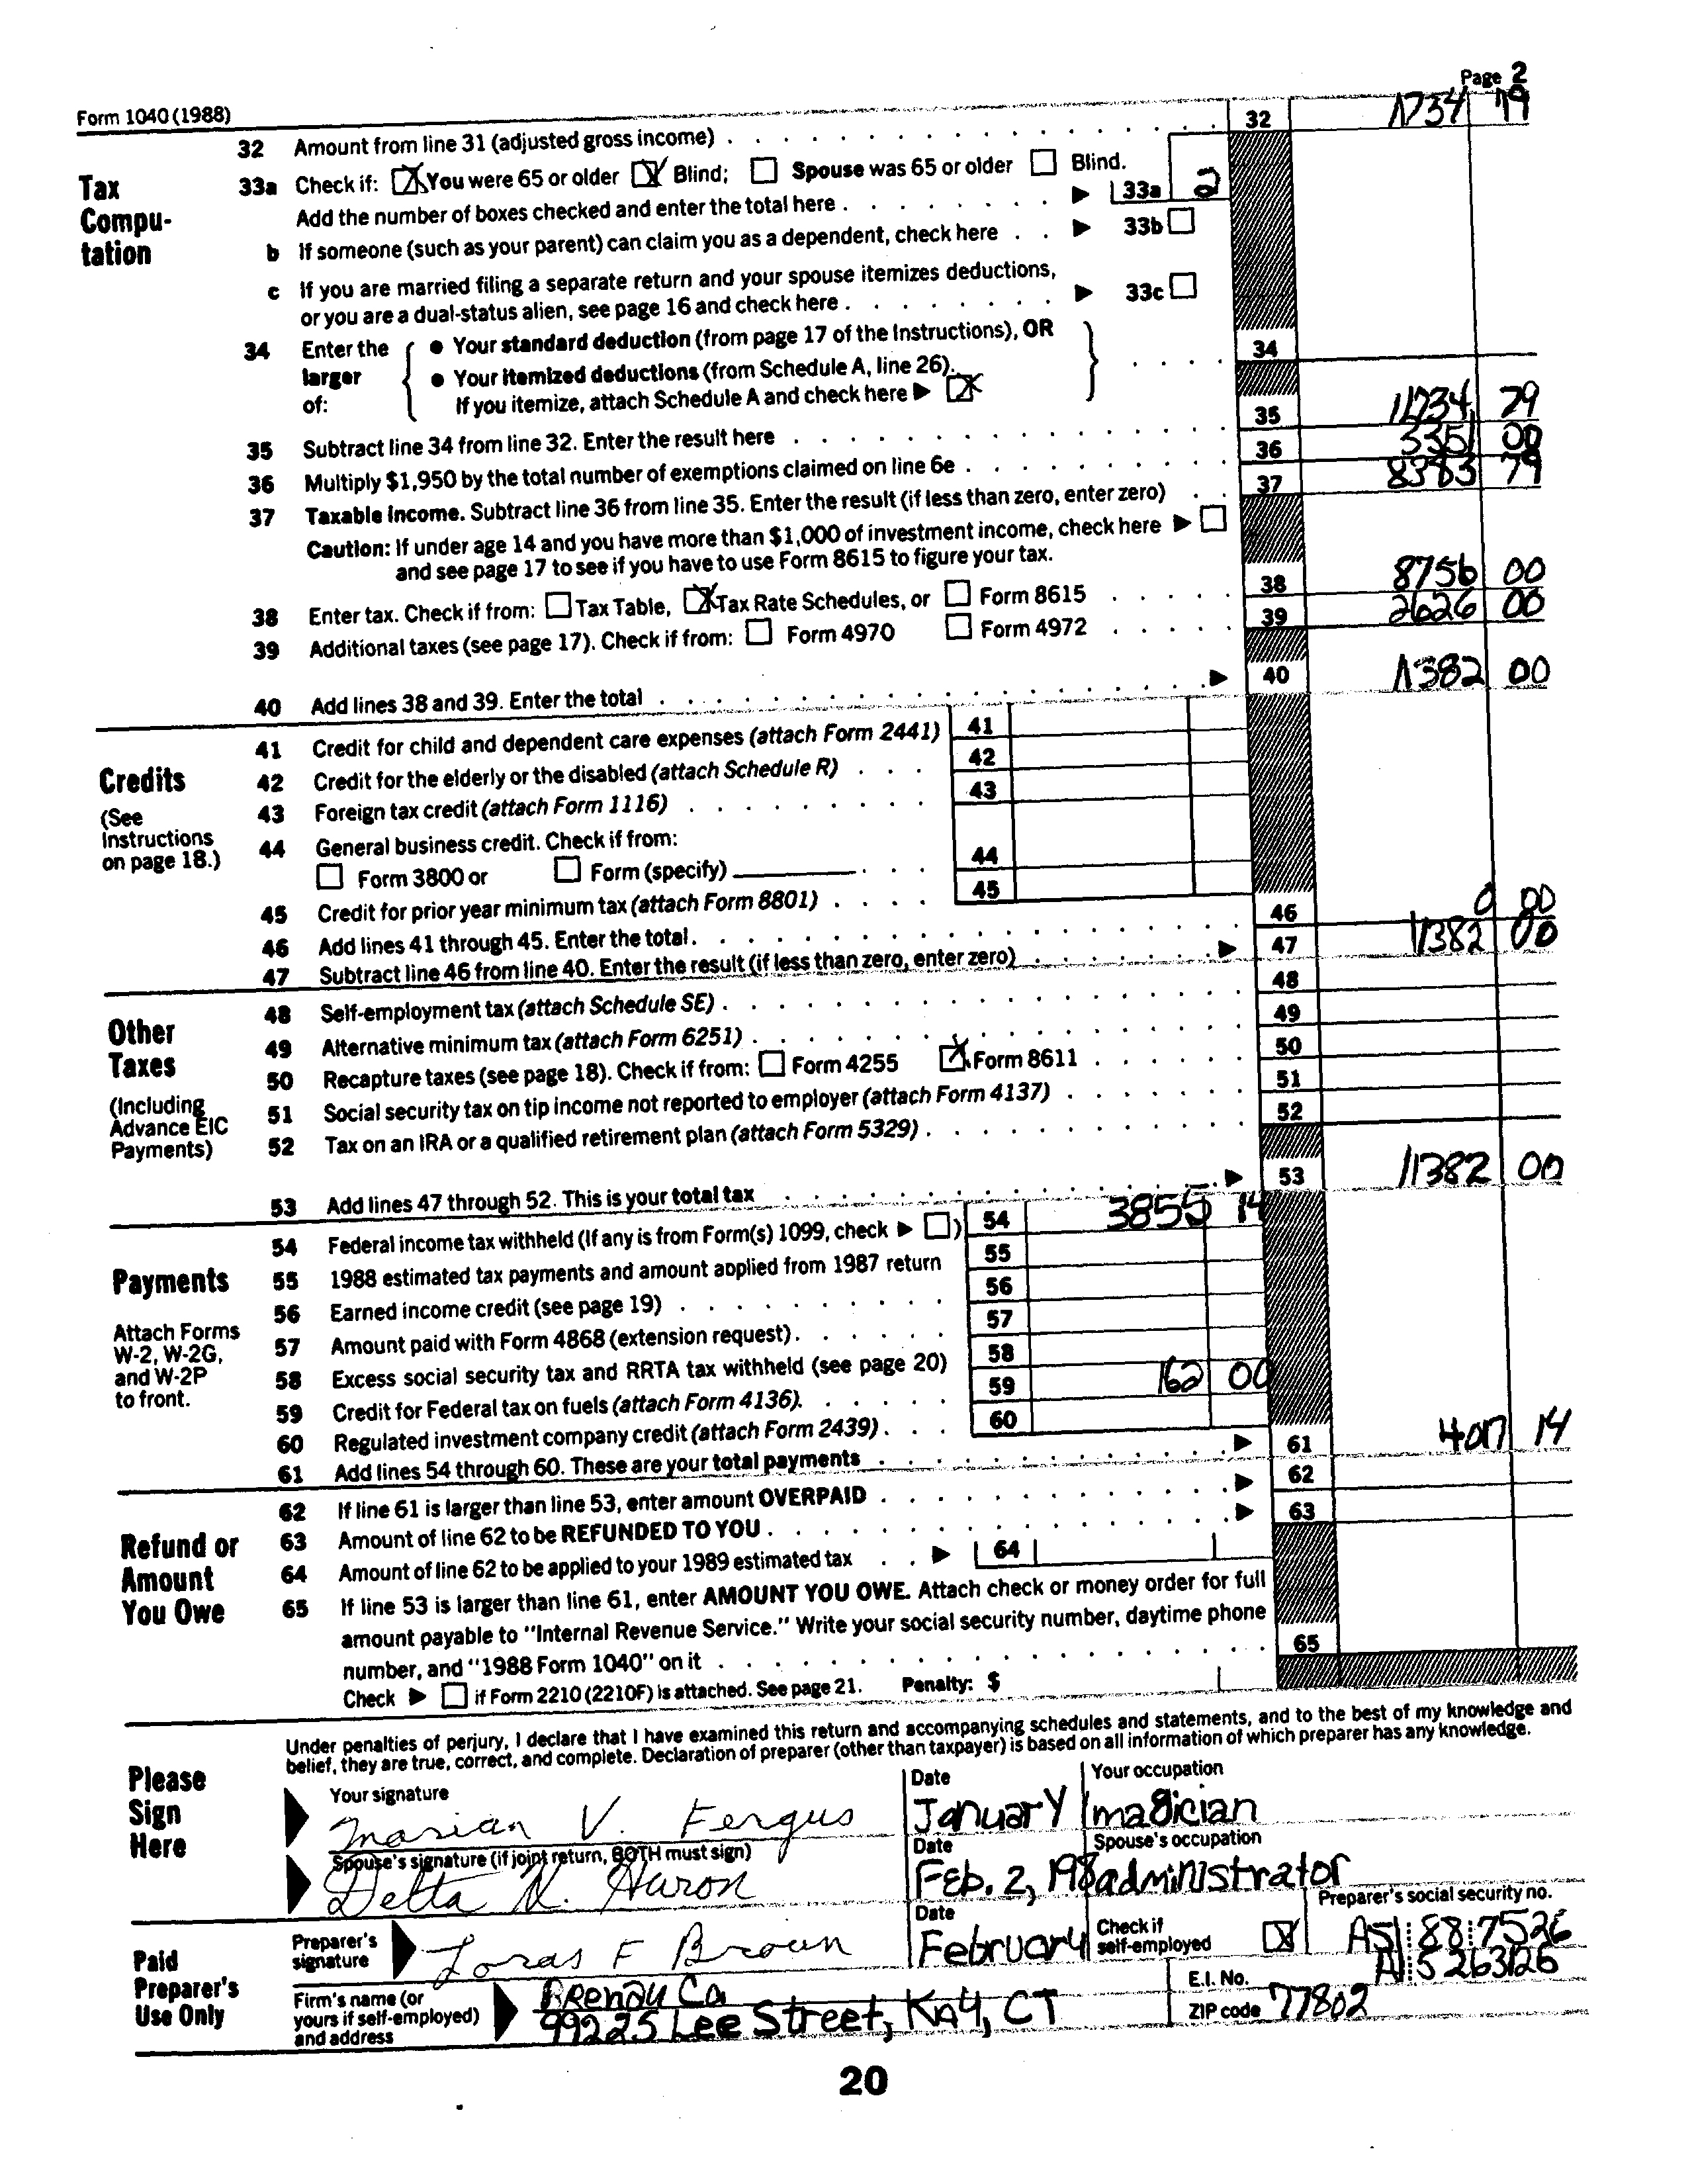 Page 2
Form 1040 (1988)
32 Amount from line 31 (adjusted gross income) 32 11734 79
Tax Compu-tation
33a Check if: You were 65 or older Blind; Spouse was 65 or older Blind.
Add the number of boxes checked and enter the total here 33a 2
b If someone (such as your parent) can claim you as a dependent, check here 33b
c If you are married filing a separate return and your spouse itemizes deductions,
or you are a dual-status alien, see page 16 and check here 33c
34 Enter the larger of:
• Your standard deduction (from page 17 of the Instructions), OR
• Your itemized deductions (from Schedule A, line 26).
If you itemize, attach Schedule A and check here
34
35 Subtract line 34 from line 32. Enter the result here 35 11734 79
36 Multiply $1,950 by the total number of exemptions claimed on line 6e 36 3351 00
37 Taxable income. Subtract line 36 from line 35. Enter the result (if less than zero, enter zero) 37 8383 79
Caution: If under age 14 and you have more than $1,000 of investment income, check here
and see page 17 to see if you have to use Form 8615 to figure your tax.
38 Enter tax. Check if from: Tax Table, Tax Rate Schedules, or Form 8615 38 8756 00
39 Additional taxes (see page 17). Check if from: Form 4970 Form 4972 39 2626 00
40 Add lines 38 and 39. Enter the total 40 11382 00
Credits
(See Instructions on page 18.)
41 Credit for child and dependent care expenses (attach Form 2441) 41
42 Credit for the elderly or the disabled (attach Schedule R) 42
43 Foreign tax credit (attach Form 1116) 43
44 General business credit. Check if from:
Form 3800 or Form (specify) 44
45 Credit for prior year minimum tax (attach Form 8801) 45
46 Add lines 41 through 45. Enter the total. 46 0 00
47 Subtract line 46 from line 40. Enter the result (if less than zero, enter zero) 47 11382 00
Other Taxes
(Including Advance EIC Payments)
48 Self-employment tax (attach Schedule SE) 48
49 Alternative minimum tax (attach Form 6251) 49
50 Recapture taxes (see page 18). Check if from: Form 4255 Form 8611 50
51 Social security tax on tip income not reported to employer (attach Form 4137) 51
52 Tax on an IRA or a qualified retirement plan (attach Form 5329) 52
53 Add lines 47 through 52. This is your total tax 53 11382 00
Payments
Attach Forms W-2, W-2G, and W-2P to front.
54 Federal income tax withheld (If any is from Form(s) 1099, check ) 54 3855 14
55 1988 estimated tax payments and amount applied from 1987 return 55
56 Earned income credit (see page 19) 56
57 Amount paid with Form 4868 (extension request) 57
58 Excess social security tax and RRTA tax withheld (see page 20) 58
59 Credit for Federal tax on fuels (attach Form 4136) 59 162 00
60 Regulated investment company credit (attach Form 2439) 60
61 Add lines 54 through 60. These are your total payments 61 4017 14
Refund or Amount You Owe
62 If line 61 is larger than line 53, enter amount OVERPAID 62
63 Amount of line 62 to be REFUNDED TO YOU 63
64 Amount of line 62 to be applied to your 1989 estimated tax 64
65 If line 53 is larger than line 61, enter AMOUNT YOU OWE. Attach check or money order for full
amount payable to "Internal Revenue Service." Write your social security number, daytime phone
number, and "1988 Form 1040" on it 65
Check if Form 2210 (2210F) is attached. See page 21. Penalty: $
Please Sign Here
Under penalties of perjury, I declare that I have examined this return and accompanying schedules and statements, and to the best of my knowledge and
belief, they are true, correct, and complete. Declaration of preparer (other than taxpayer) is based on all information of which preparer has any knowledge.
Your signature Date Your occupation
Marian V. Fergus January magician
Spouse's signature (if joint return, BOTH must sign) Date Spouse's occupation
Delta N. Aaron Feb. 2, 198 administrator
Paid Preparer's Use Only
Preparer's signature Date Check if self-employed Preparer's social security no.
Loras F Brown February AS1 88 7526
Firm's name (or yours if self-employed) and address E.I. No. A1 5263126
Brenau Co
99225 Lee Street, Kay, CT ZIP code 77802
20